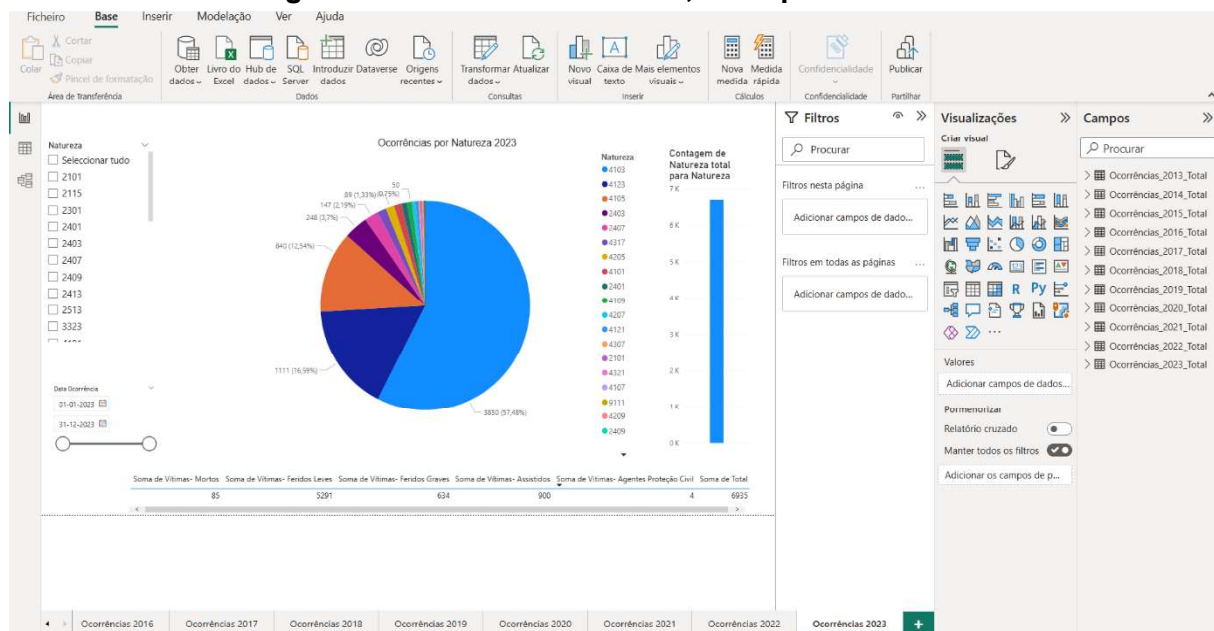 Ficheiro Base Inserir Modelação Ver Ajuda
Colar
Cortar
Copiar
Pincel de formatação
Área de Transferência
Obter dados
Livro do Excel
Hub de dados
SQL Server
Introduzir dados
Dataverse
Origens recentes
Dados
Transformar dados
Atualizar
Consultas
Novo visual
Caixa de texto
Mais elementos visuais
Inserir
Nova medida
Medida rápida
Cálculos
Confidencialidade
Confidencialidade
Publicar
Partilhar
Natureza
Seleccionar tudo
2101
2115
2301
2401
2403
2407
2409
2413
2513
3323
Data Ocorrência
01-01-2023
31-12-2023
Ocorrências por Natureza 2023
50
89 (1,33%)
(0,75%)
147 (2,19%)
248 (3,7%)
840 (12,54%)
1111 (16,59%)
3850 (57,48%)
Natureza
4103
4123
4105
2403
2407
4317
4205
4101
2401
4109
4207
4121
4307
2101
4321
4107
9111
4209
2409
Contagem de
Natureza total
para Natureza
7 K
6 K
5 K
4 K
3 K
2 K
1 K
0 K
Soma de Vítimas- Mortos Soma de Vítimas- Feridos Leves Soma de Vítimas- Feridos Graves Soma de Vítimas- Assistidos Soma de Vítimas- Agentes Proteção Civil Soma de Total
85 5291 634 900 4 6935
Filtros
Procurar
Filtros nesta página ...
Adicionar campos de dado...
Filtros em todas as páginas ...
Adicionar campos de dado...
Visualizações
Criar visual
R Py
...
Valores
Adicionar campos de dados...
Pormenorizar
Relatório cruzado
Manter todos os filtros
Adicionar os campos de p...
Campos
Procurar
Ocorrências_2013_Total
Ocorrências_2014_Total
Ocorrências_2015_Total
Ocorrências_2016_Total
Ocorrências_2017_Total
Ocorrências_2018_Total
Ocorrências_2019_Total
Ocorrências_2020_Total
Ocorrências_2021_Total
Ocorrências_2022_Total
Ocorrências_2023_Total
Ocorrências 2016 Ocorrências 2017 Ocorrências 2018 Ocorrências 2019 Ocorrências 2020 Ocorrências 2021 Ocorrências 2022 Ocorrências 2023 +